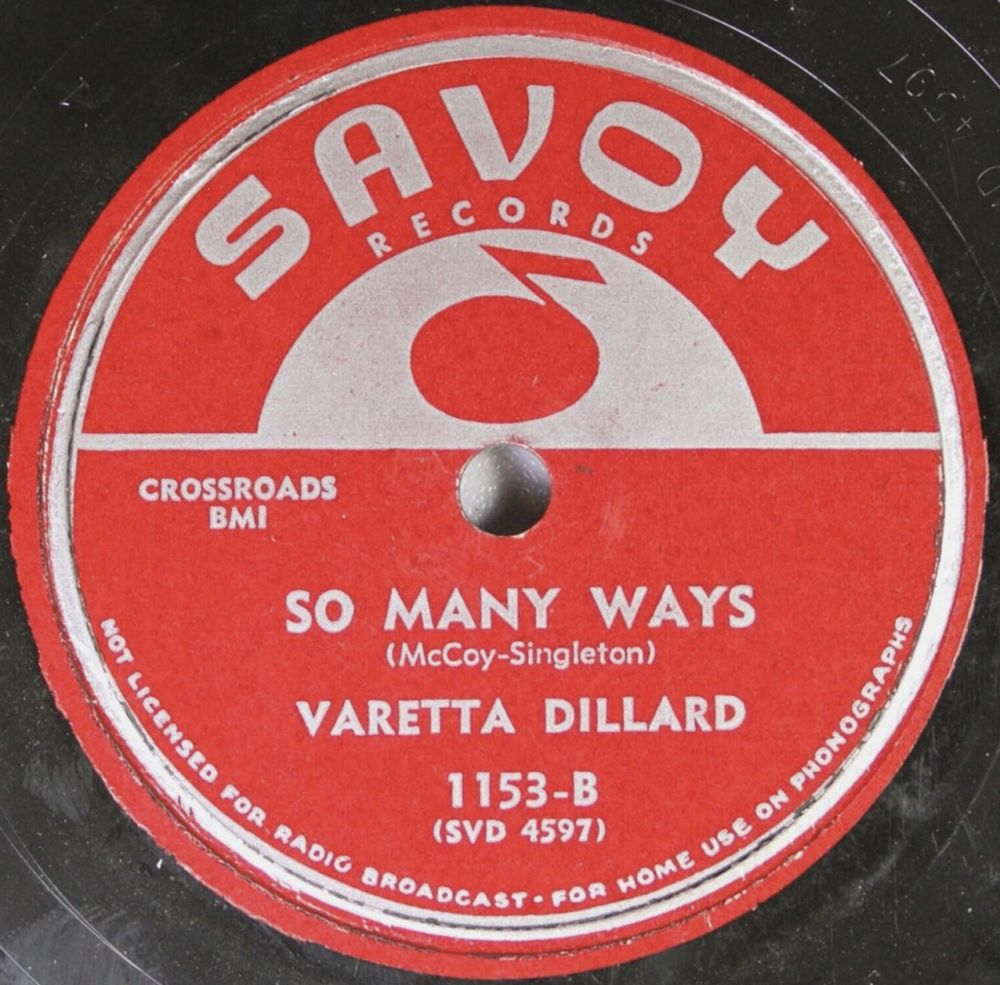 SAVOY
RECORDS
CROSSROADS
BMI
SO MANY WAYS
(McCoy-Singleton)
VARETTA DILLARD
1153-B
(SVD 4597)
NOT LICENSED FOR RADIO BROADCAST · FOR HOME USE ON PHONOGRAPHS